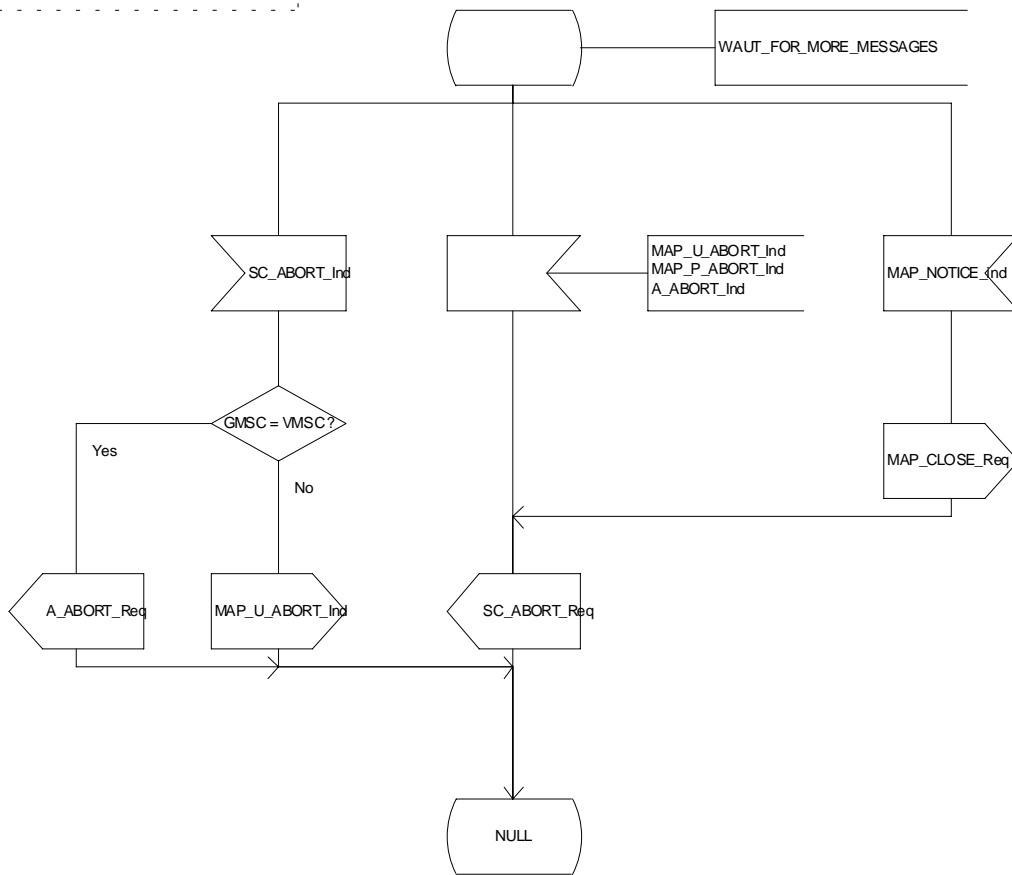 WAUT_FOR_MORE_MESSAGES
SC_ABORT_Ind
MAP_U_ABORT_Ind
MAP_P_ABORT_Ind
A_ABORT_Ind
MAP_NOTICE_Ind
GMSC = VMSC?
Yes
No
MAP_CLOSE_Req
A_ABORT_Req
MAP_U_ABORT_Ind
SC_ABORT_Req
NULL